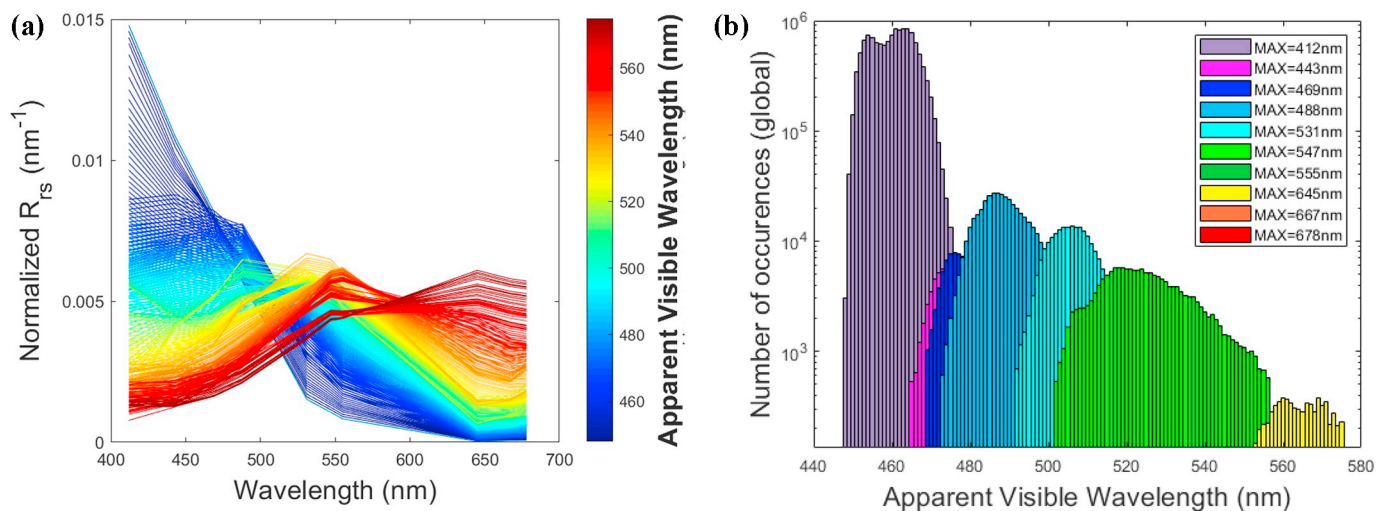 (a)
Normalized Rrs (nm-1)
0.015
0.01
0.005
0
400 450 500 550 600 650 700
Wavelength (nm)
560
540
520
500
480
460
Apparent Visible Wavelength (nm)
(b)
Number of occurences (global)
10^6
10^5
10^4
10^3
440 460 480 500 520 540 560 580
Apparent Visible Wavelength (nm)
MAX=412nm
MAX=443nm
MAX=469nm
MAX=488nm
MAX=531nm
MAX=547nm
MAX=555nm
MAX=645nm
MAX=667nm
MAX=678nm